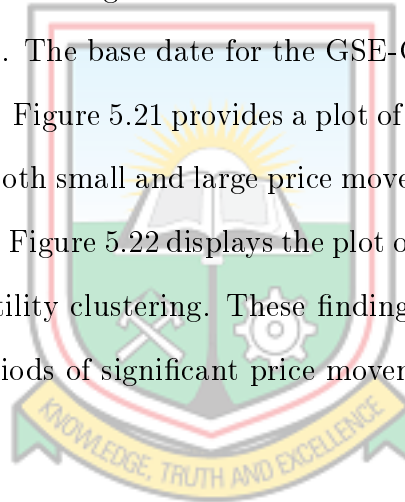 . The base date for the GSE-
Figure 5.21 provides a plot of
oth small and large price move
Figure 5.22 displays the plot o
tility clustering. These finding
iods of significant price mover
KNOWLEDGE, TRUTH AND EXCELLENCE